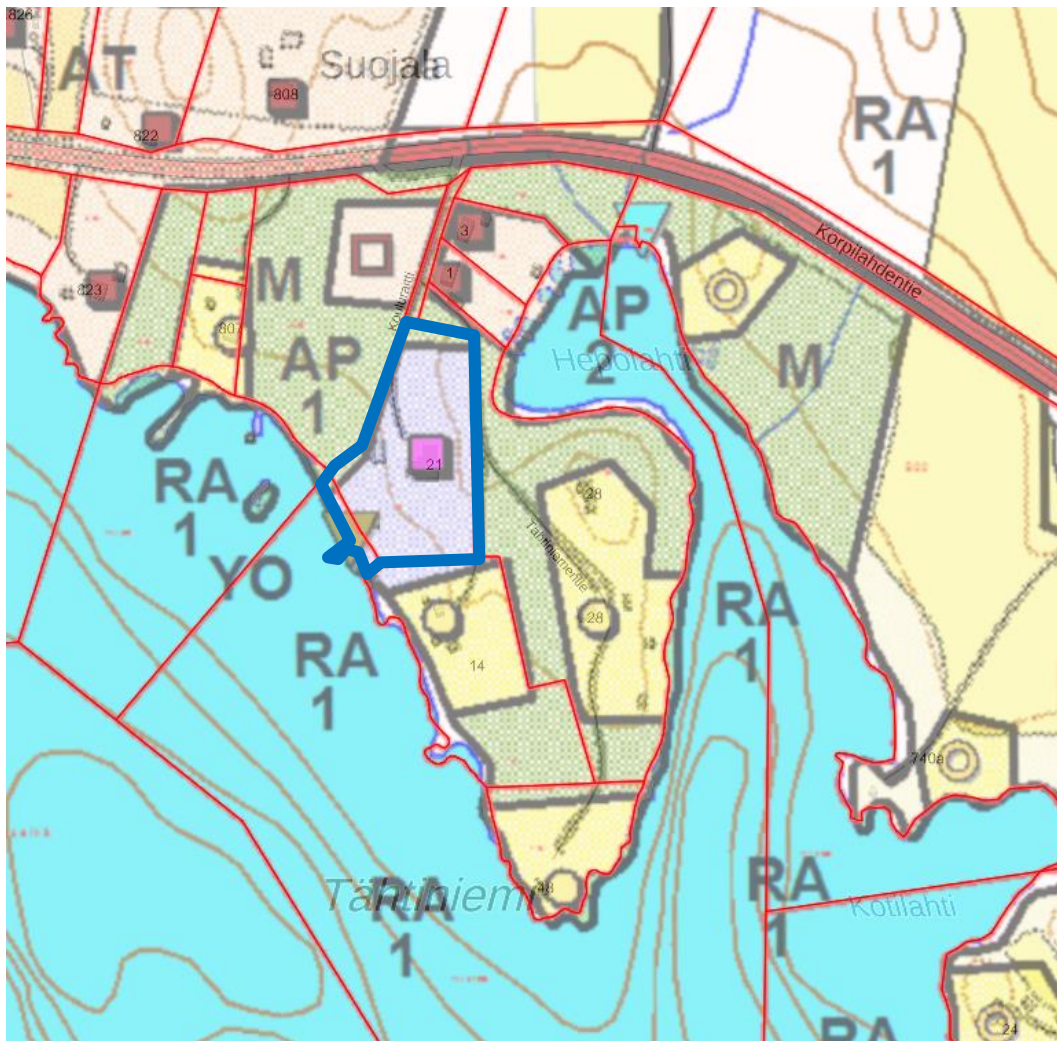 826
AT
Suojala
808
822
RA
1
Korpilahdentie
3
1
823
M
Kouluraitti
807
AP
1
AP
2
Hepolahti
M
21
RA
1
YO
28
Tähtiniementie
28
RA
1
14
RA
1
740a
Tähtiniemi
48
RA
1
RA
1
Kotilahti
24
RA